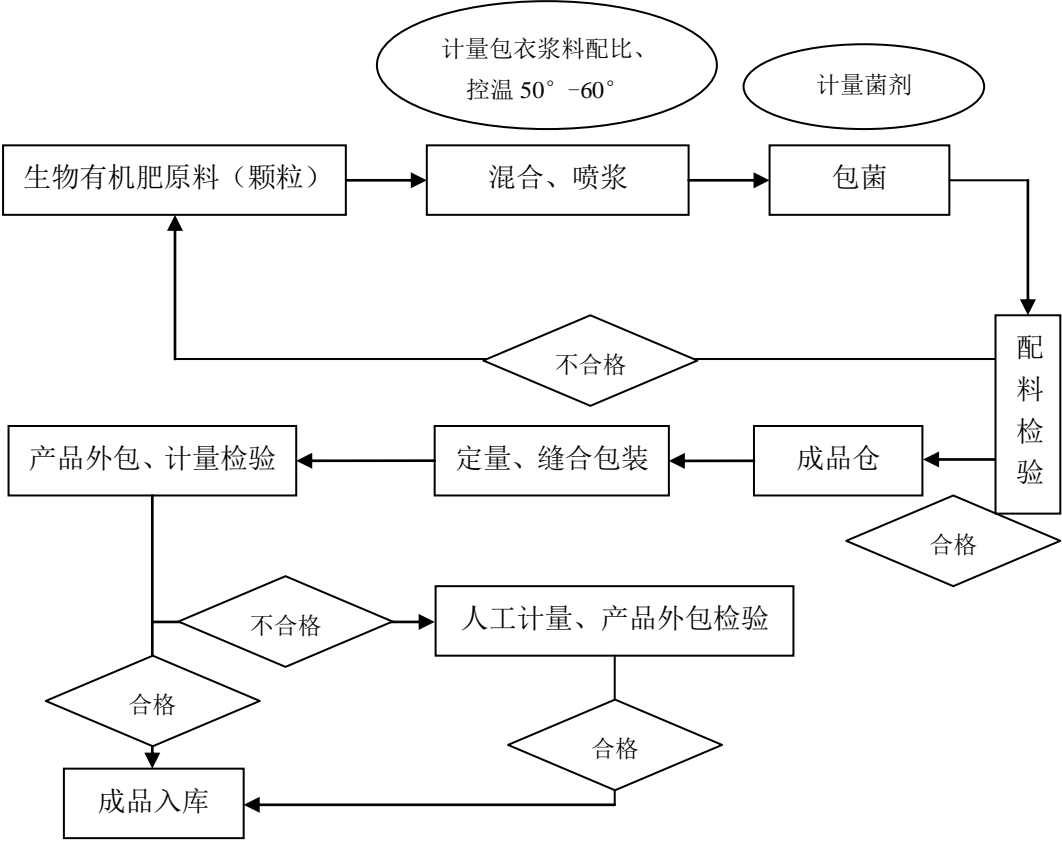 计量包衣浆料配比、
控温 50°-60°
计量菌剂
生物有机肥原料（颗粒）
混合、喷浆
包菌
不合格
配
料
检
验
产品外包、计量检验
定量、缝合包装
成品仓
合格
不合格
人工计量、产品外包检验
合格
合格
成品入库